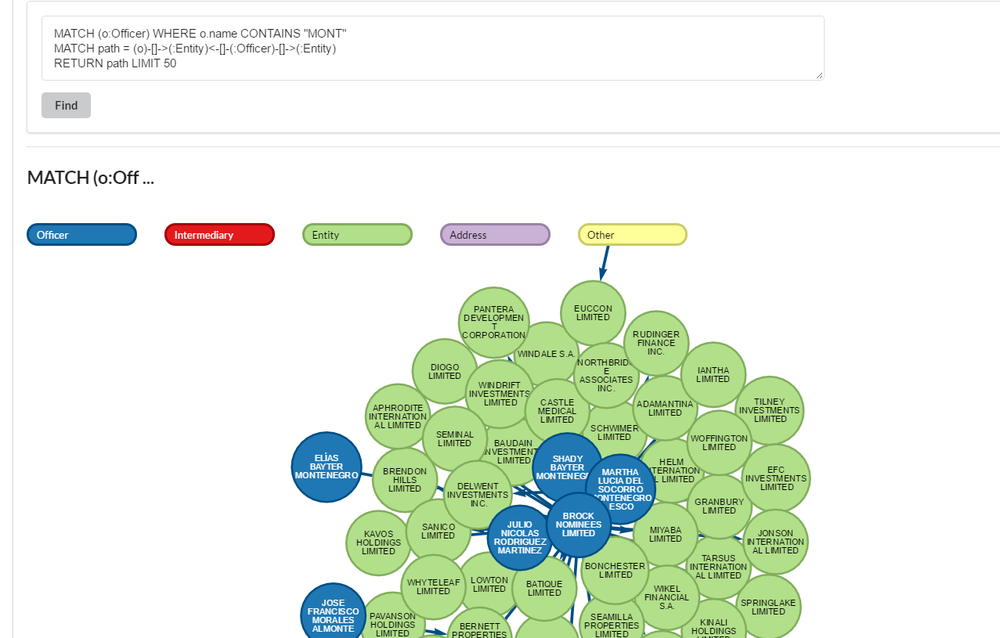 MATCH (o:Officer) WHERE o.name CONTAINS "MONT"
MATCH path = (o)-[]->(:Entity)<-[]-(:Officer)-[]->(:Entity)
RETURN path LIMIT 50
Find
MATCH (o:Off ...
Officer
Intermediary
Entity
Address
Other
EUCCON
LIMITED
PANTERA
DEVELOPMEN
T
CORPORATION
RUDINGER
FINANCE
INC.
WINDALE S.A.
NORTHBRIDG
E
ASSOCIATES
INC.
DIOGO
LIMITED
IANTHA
LIMITED
WINDRIFT
INVESTMENTS
LIMITED
CASTLE
MEDICAL
LIMITED
ADAMANTINA
LIMITED
TILNEY
INVESTMENTS
LIMITED
APHRODITE
INTERNATION
AL LIMITED
SEMINAL
LIMITED
SCHWIMER
LIMITED
WOFFINGTON
LIMITED
BAUDAIN
NVESTMENT
LIMITED
ELÍAS
BAYTER
MONTENEGRO
SHADY
BAYTER
MONTENEG
MARTHA
LUCIA DEL
SOCORRO
MONTENEGRO
ESCO
HELM
TERNATION
L LIMITED
EFC
INVESTMENTS
LIMITED
BRENDON
HILLS
LIMITED
DELWENT
INVESTMENTS
INC.
GRANBURY
LIMITED
BROCK
NOMINEES
LIMITED
JULIO
NICOLAS
RODRIGUEZ
MARTINEZ
SANICO
LIMITED
MIYABA
LIMITED
KAVOS
HOLDINGS
LIMITED
JONSON
INTERNATION
AL LIMITED
TARSUS
INTERNATION
AL LIMITED
BONCHESTER
LIMITED
WHYTELEAF
LIMITED
LOWTON
LIMITED
BATIQUE
LIMITED
WIKEL
FINANCIAL
S.A.
SPRINGLAKE
LIMITED
JOSE
FRANCISCO
MORALES
ALMONTE
PAVANSON
HOLDINGS
LIMITED
BERNETT
PROPERTIES
SEAMILLA
PROPERTIES
LIMITED
KINALI
HOLDINGS
LIMITED